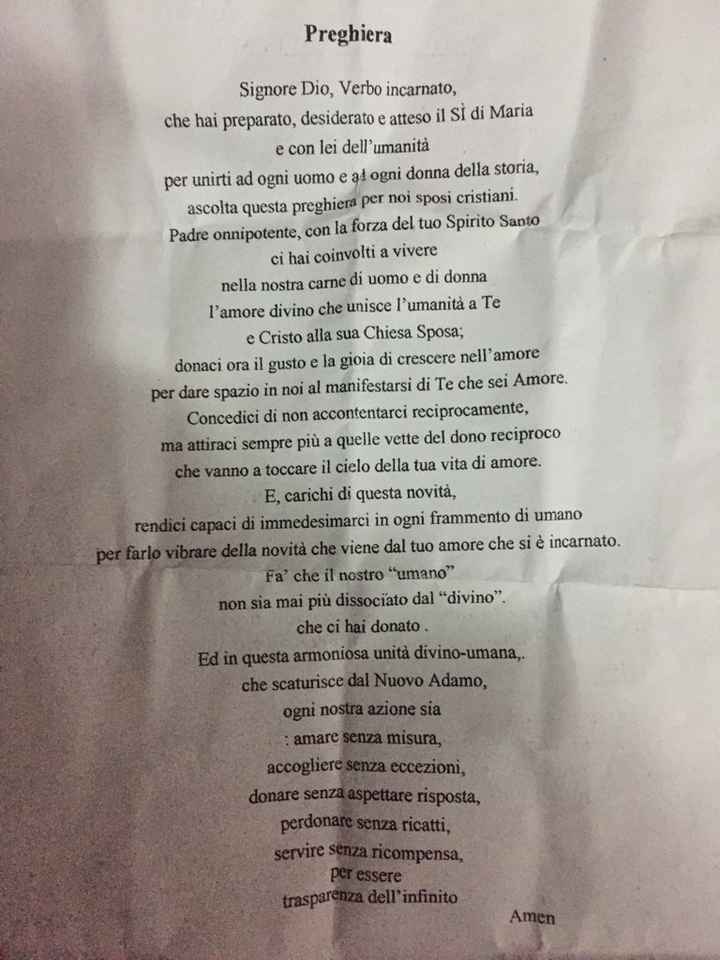 Preghiera
Signore Dio, Verbo incarnato,
che hai preparato, desiderato e atteso il SÌ di Maria
e con lei dell'umanità
per unirti ad ogni uomo e ad ogni donna della storia,
ascolta questa preghiera per noi sposi cristiani.
Padre onnipotente, con la forza del tuo Spirito Santo
ci hai coinvolti a vivere
nella nostra carne di uomo e di donna
l'amore divino che unisce l'umanità a Te
e Cristo alla sua Chiesa Sposa;
donaci ora il gusto e la gioia di crescere nell'amore
per dare spazio in noi al manifestarsi di Te che sei Amore.
Concedici di non accontentarci reciprocamente,
ma attiraci sempre più a quelle vette del dono reciproco
che vanno a toccare il cielo della tua vita di amore.
E, carichi di questa novità,
rendici capaci di immedesimarci in ogni frammento di umano
per farlo vibrare della novità che viene dal tuo amore che si è incarnato.
Fa' che il nostro "umano"
non sia mai più dissociato dal "divino".
che ci hai donato .
Ed in questa armoniosa unità divino-umana,.
che scaturisce dal Nuovo Adamo,
ogni nostra azione sia
: amare senza misura,
accogliere senza eccezioni,
donare senza aspettare risposta,
perdonare senza ricatti,
servire senza ricompensa,
per essere
trasparenza dell'infinito
Amen